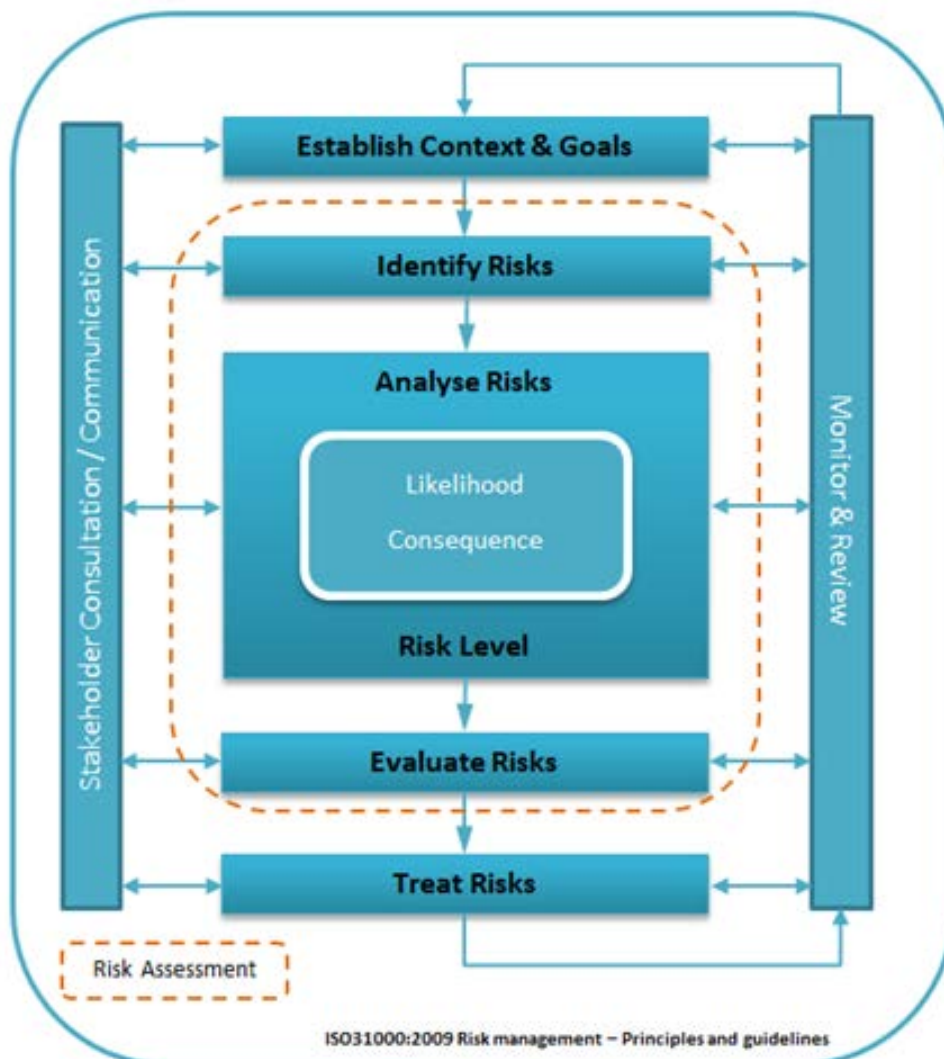 Establish Context & Goals
Identify Risks
Analyse Risks
Likelihood
Consequence
Risk Level
Evaluate Risks
Treat Risks
Stakeholder Consultation / Communication
Monitor & Review
Risk Assessment
ISO31000:2009 Risk management – Principles and guidelines